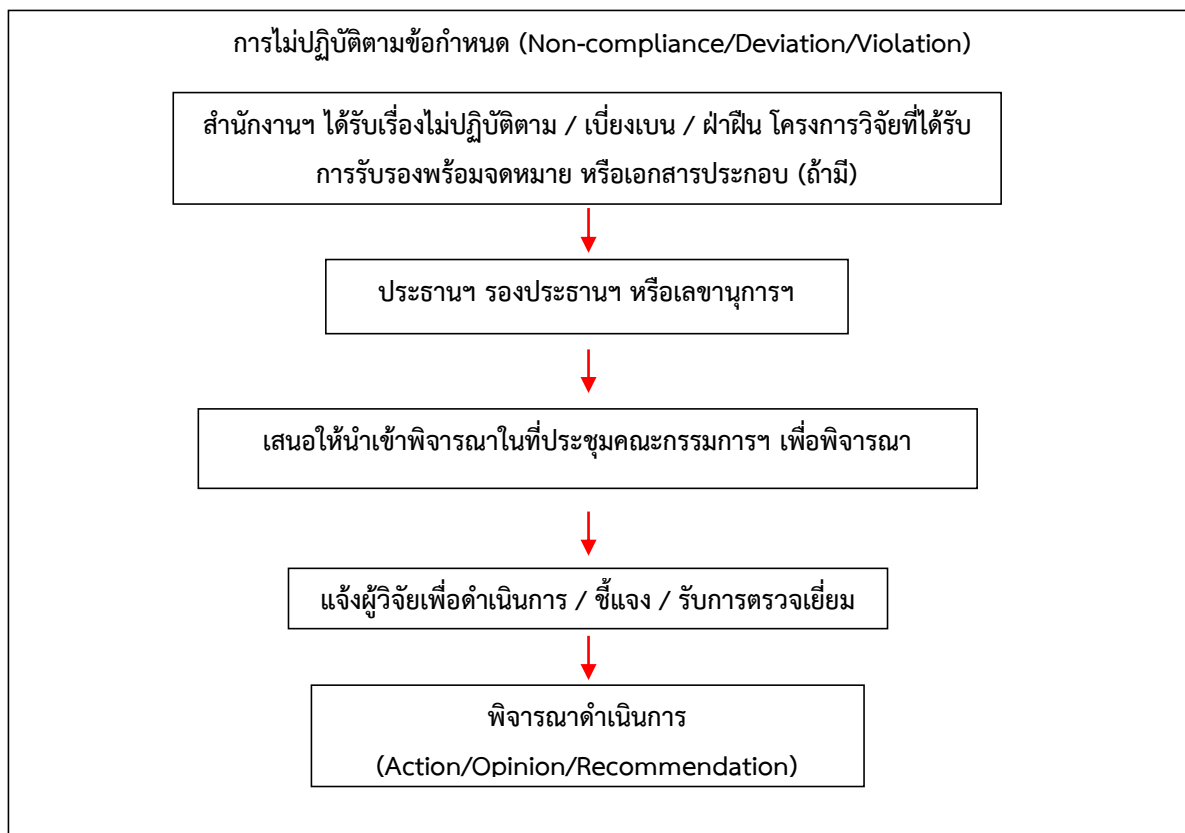 การไม่ปฏิบัติตามข้อกำหนด (Non-compliance/Deviation/Violation)
สำนักงานฯ ได้รับเรื่องไม่ปฏิบัติตาม / เบี่ยงเบน / ฝ่าฝืน โครงการวิจัยที่ได้รับ
การรับรองพร้อมจดหมาย หรือเอกสารประกอบ (ถ้ามี)
ประธานฯ รองประธานฯ หรือเลขานุการฯ
เสนอให้นำเข้าพิจารณาในที่ประชุมคณะกรรมการฯ เพื่อพิจารณา
แจ้งผู้วิจัยเพื่อดำเนินการ / ชี้แจง / รับการตรวจเยี่ยม
พิจารณาดำเนินการ
(Action/Opinion/Recommendation)